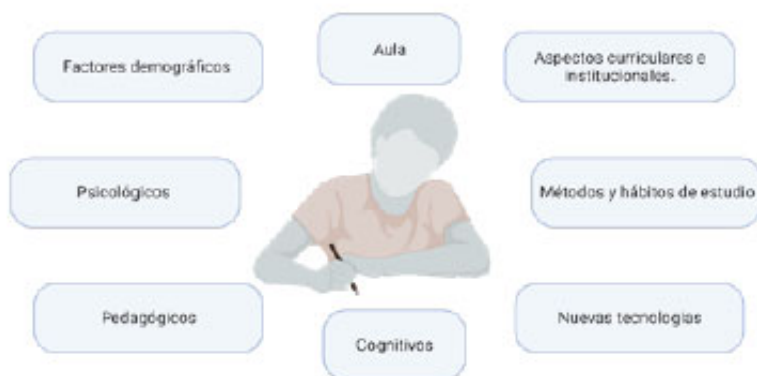 Factores demográficos
Aula
Aspectos curriculares e
institucionales.
Psicológicos
Métodos y hábitos de estudio
Pedagógicos
Cognitivos
Nuevas tecnologías